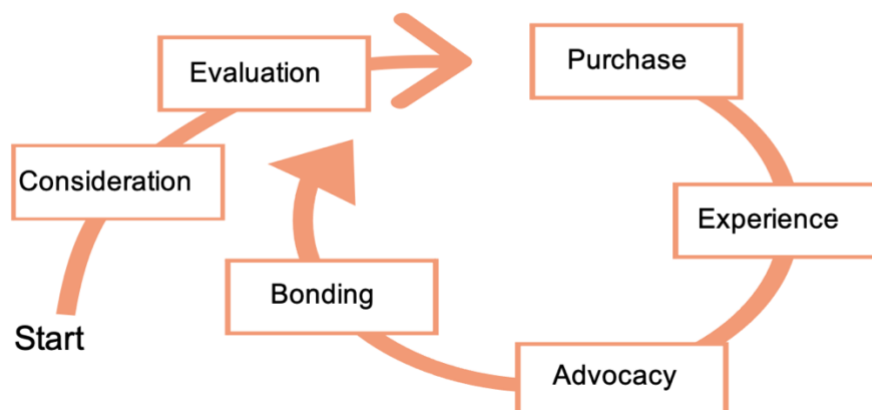 Evaluation
Purchase
Consideration
Experience
Bonding
Start
Advocacy